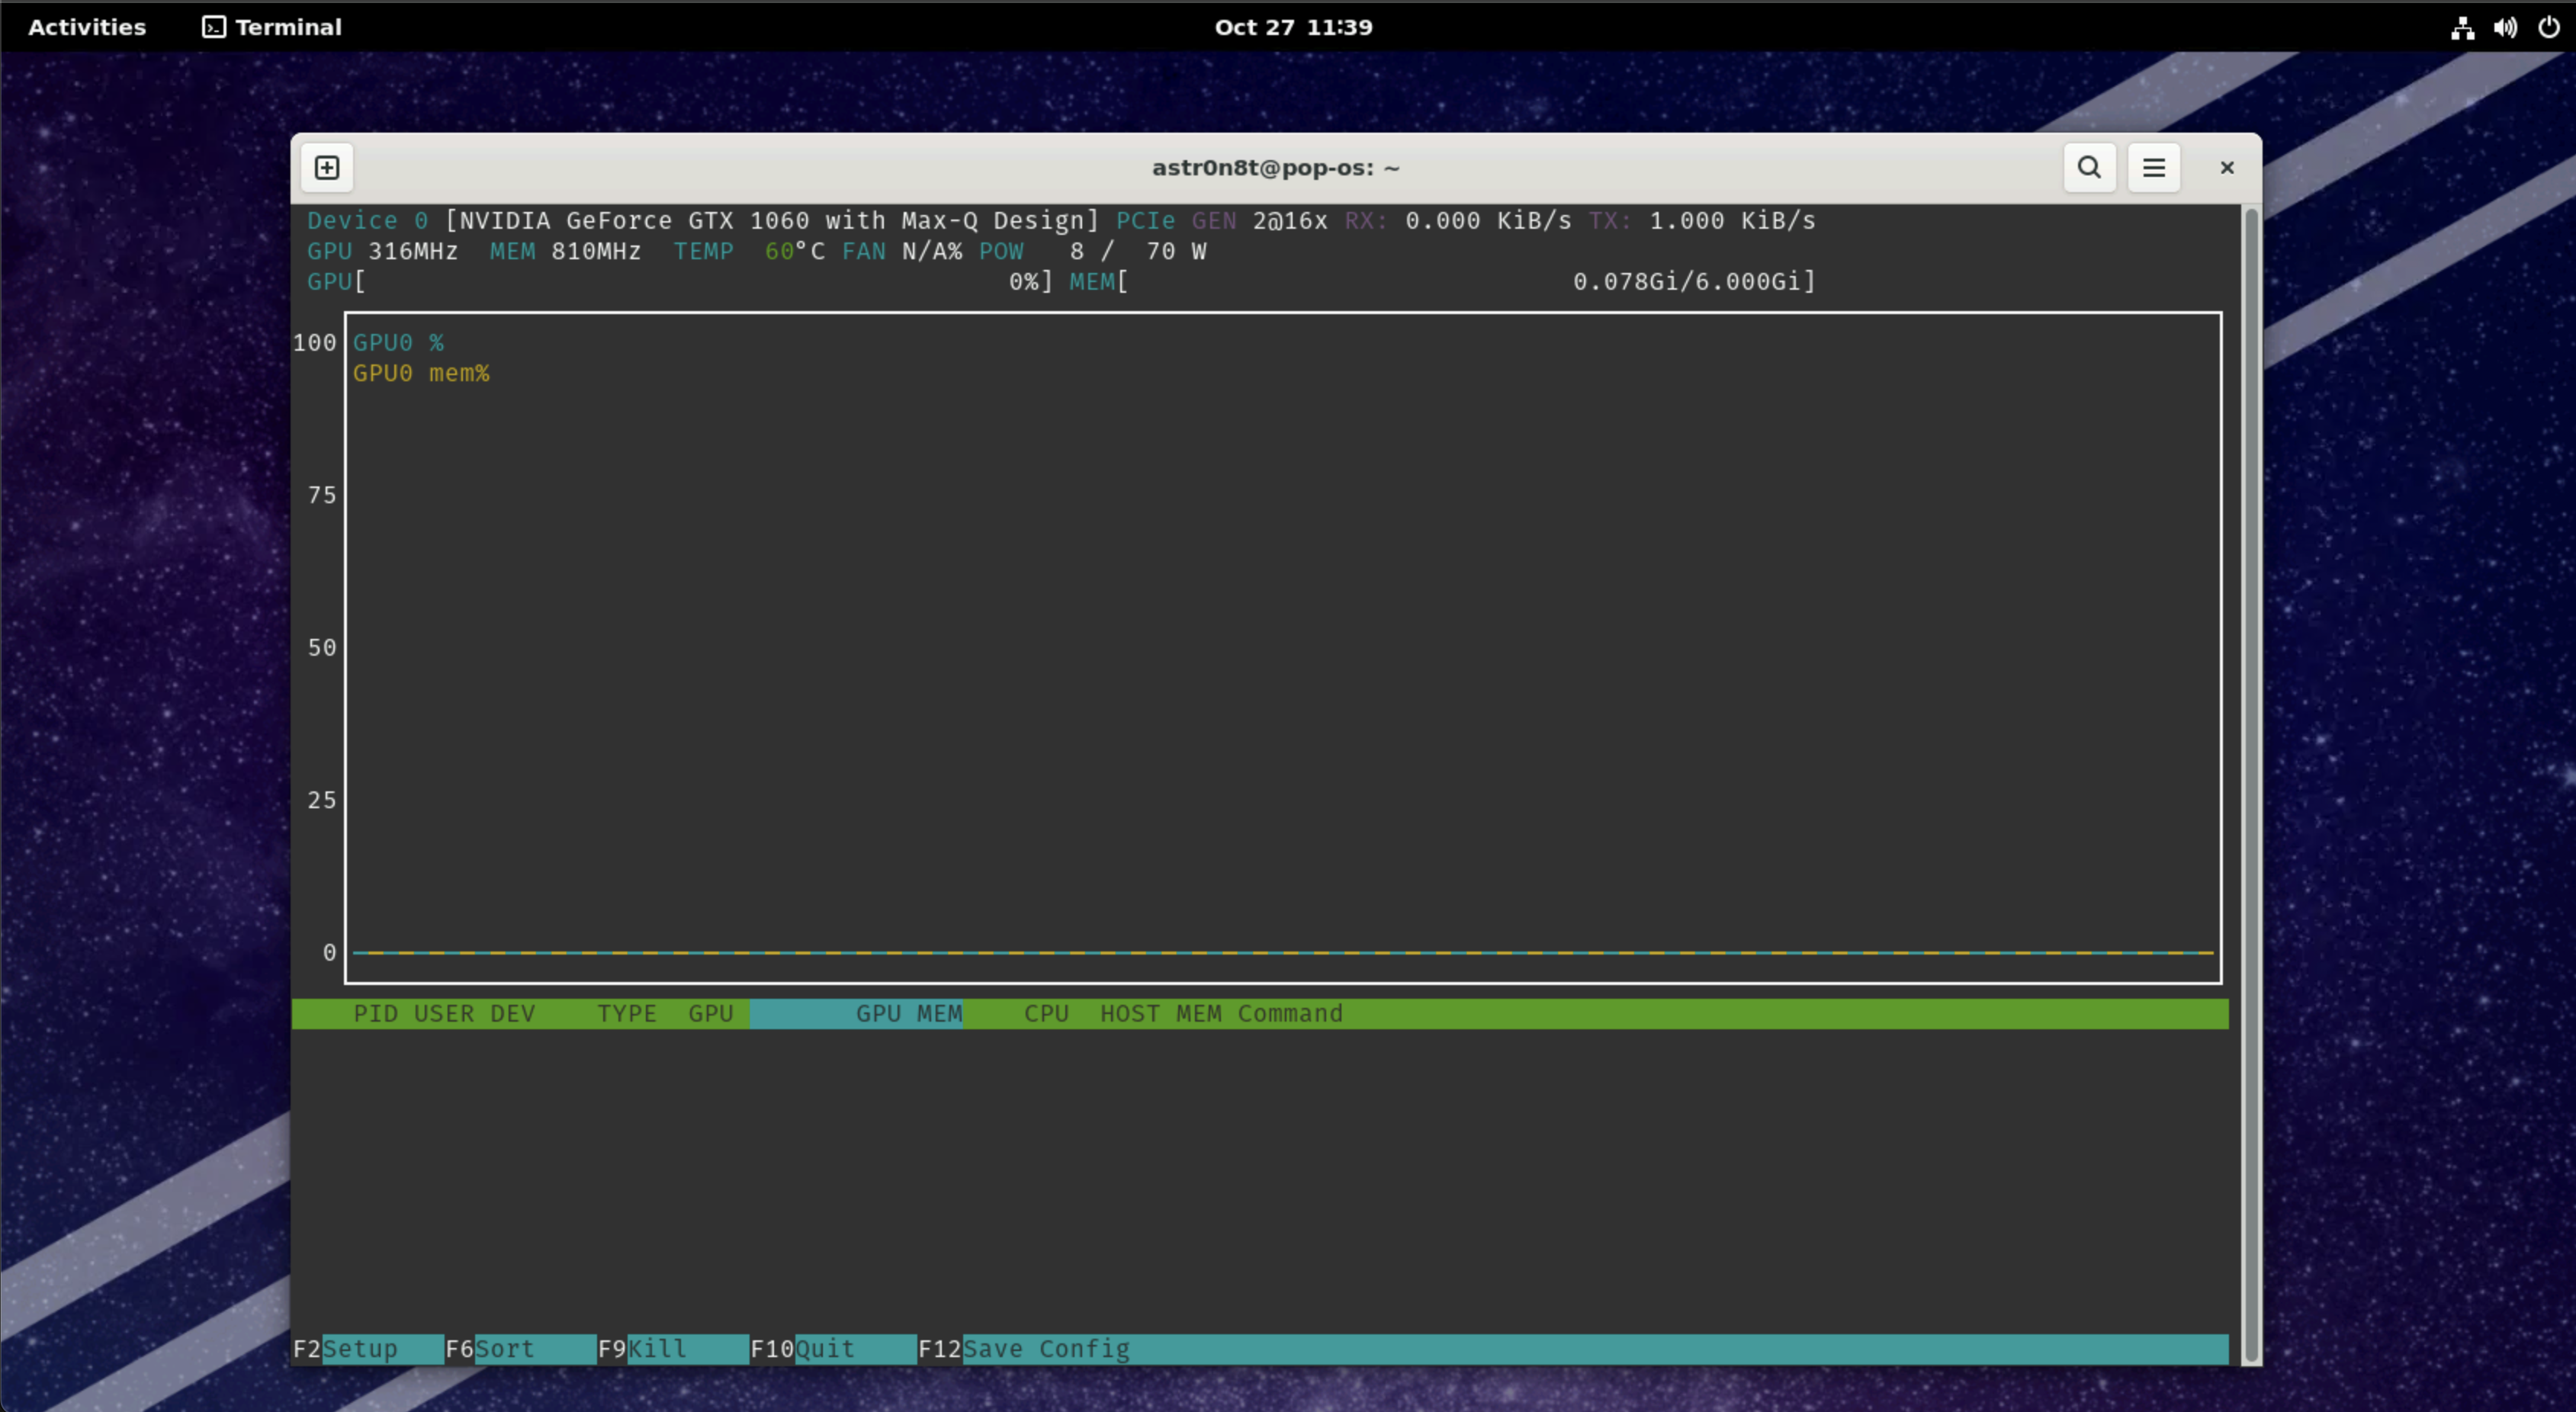 Activities Terminal Oct 27 11:39
astr0n8t@pop-os: ~
Device 0 [NVIDIA GeForce GTX 1060 with Max-Q Design] PCIe GEN 2@16x RX: 0.000 KiB/s TX: 1.000 KiB/s
GPU 316MHz MEM 810MHz TEMP 60°C FAN N/A% POW 8 / 70 W
GPU[ 0%] MEM[ 0.078Gi/6.000Gi]
100 GPU0 %
GPU0 mem%
75
50
25
0
PID USER DEV TYPE GPU GPU MEM CPU HOST MEM Command
F2Setup F6Sort F9Kill F10Quit F12Save Config